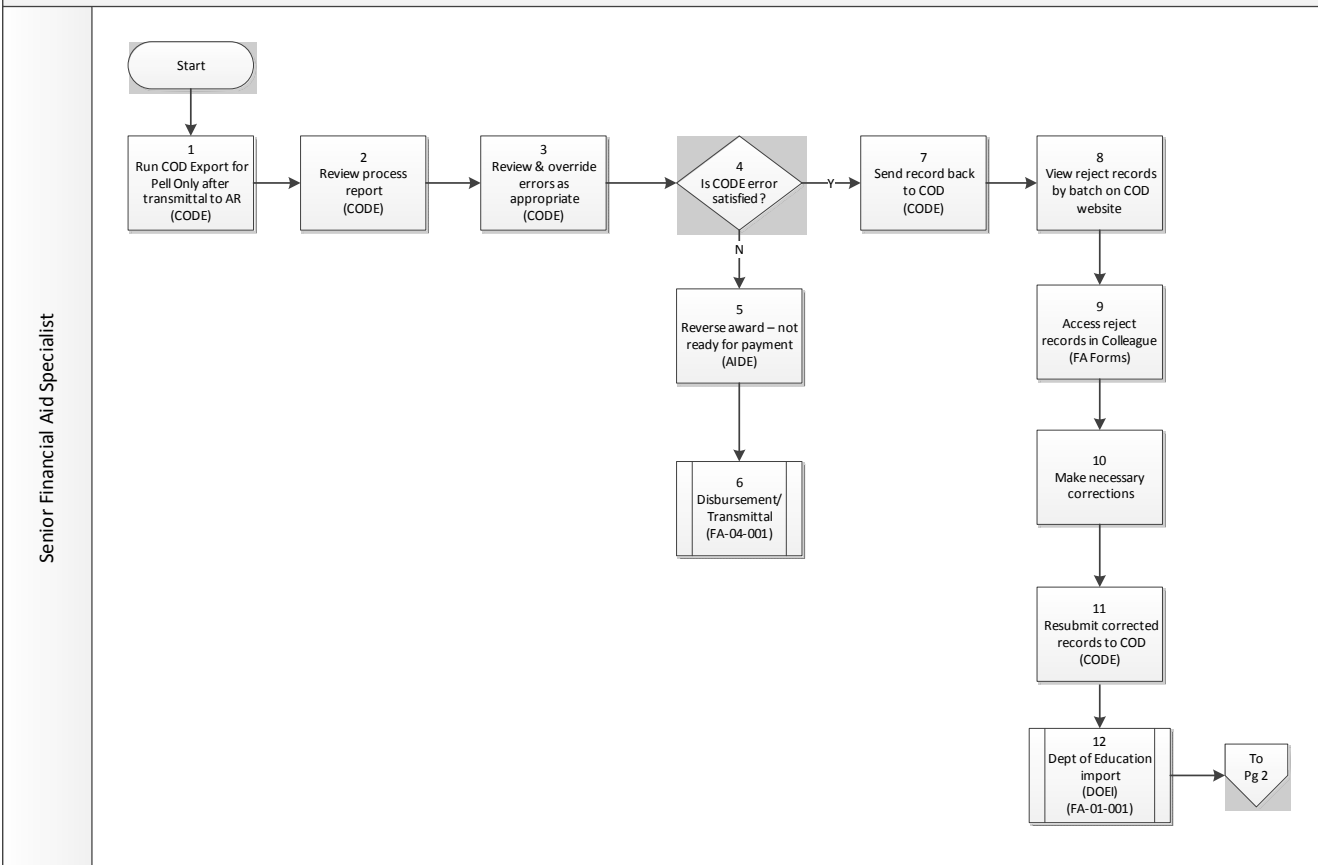 Senior Financial Aid Specialist
Start
1
Run COD Export for
Pell Only after
transmittal to AR
(CODE)
2
Review process
report
(CODE)
3
Review & override
errors as
appropriate
(CODE)
4
Is CODE error
satisfied?
Y
N
5
Reverse award – not
ready for payment
(AIDE)
6
Disbursement/
Transmittal
(FA-04-001)
7
Send record back
to COD
(CODE)
8
View reject records
by batch on COD
website
9
Access reject
records in Colleague
(FA Forms)
10
Make necessary
corrections
11
Resubmit corrected
records to COD
(CODE)
12
Dept of Education
import
(DOEI)
(FA-01-001)
To
Pg 2